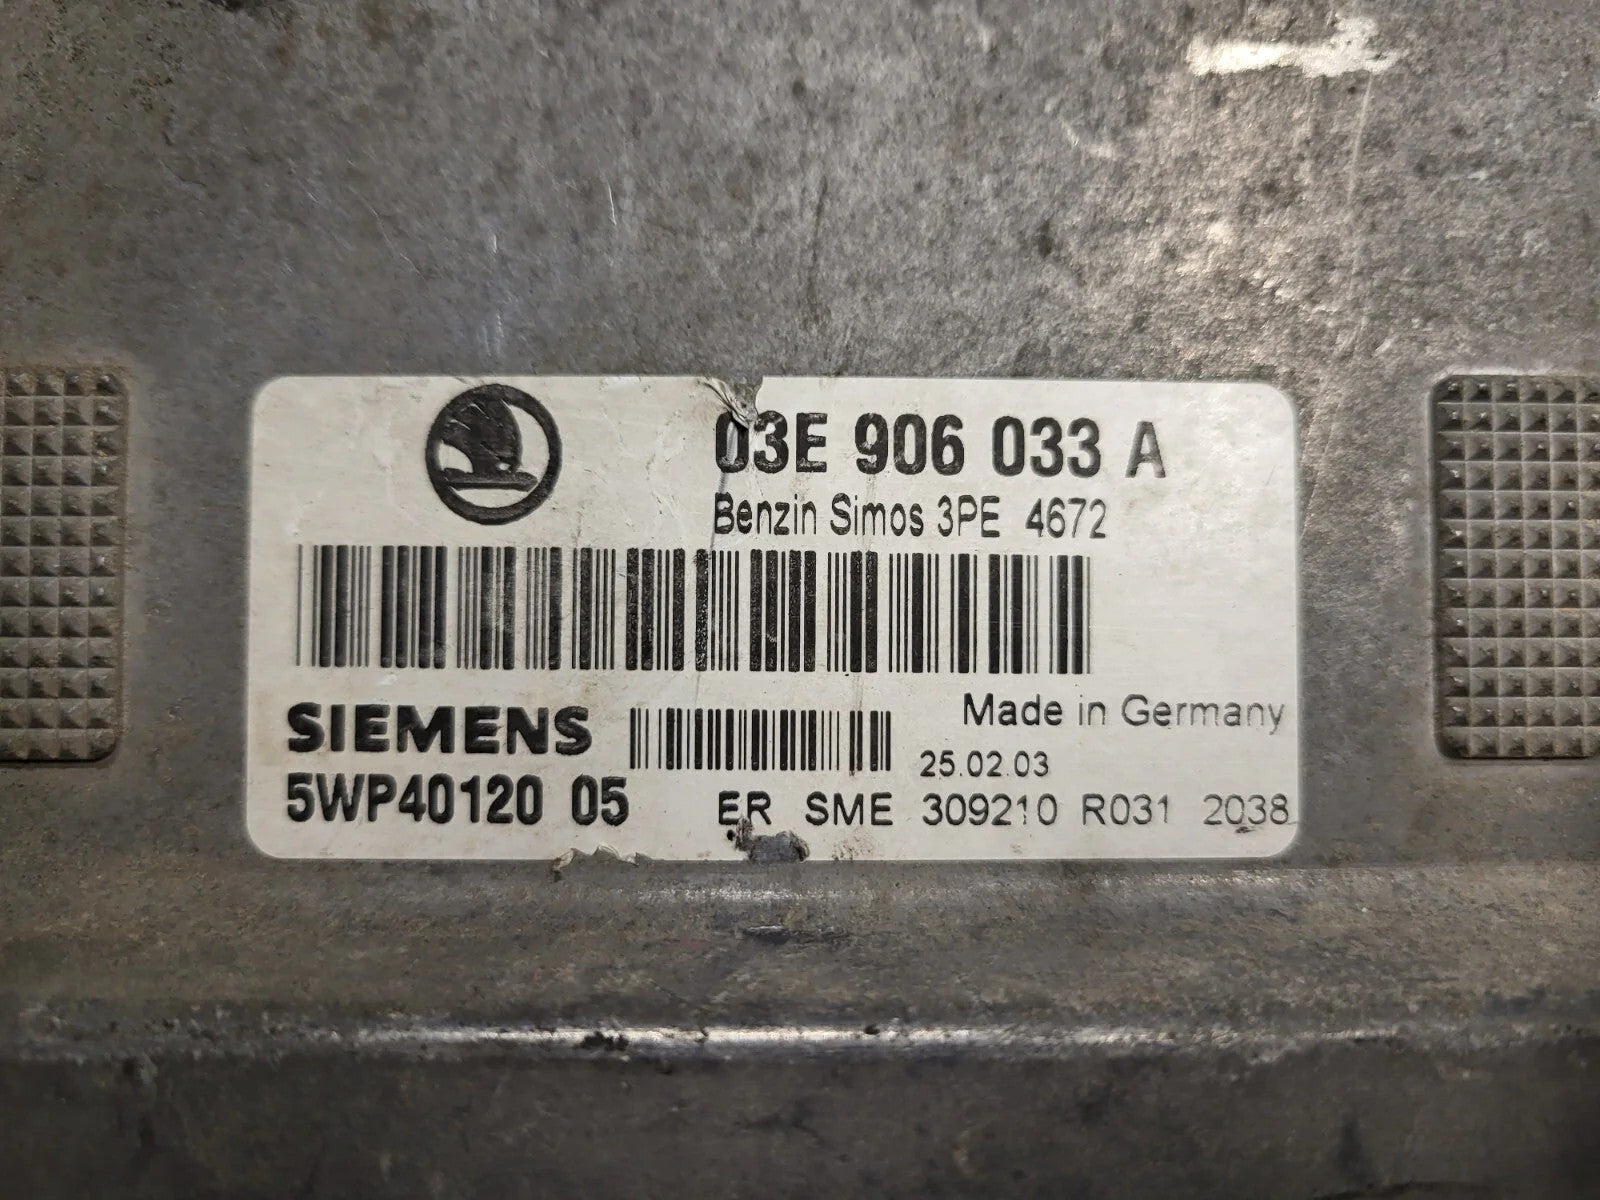 03E 906 033 A
Benzin Simos 3PE 4672
SIEMENS
Made in Germany
25.02.03
5WP40120 05
ER SME 309210 R031 2038